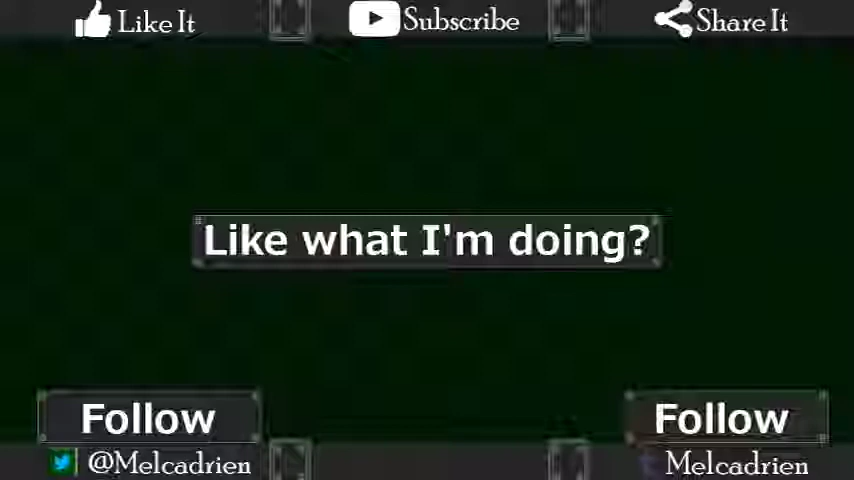 Like It
Subscribe
Share It
Like what I'm doing?
Follow
Follow
@Melcadrien
Melcadrien